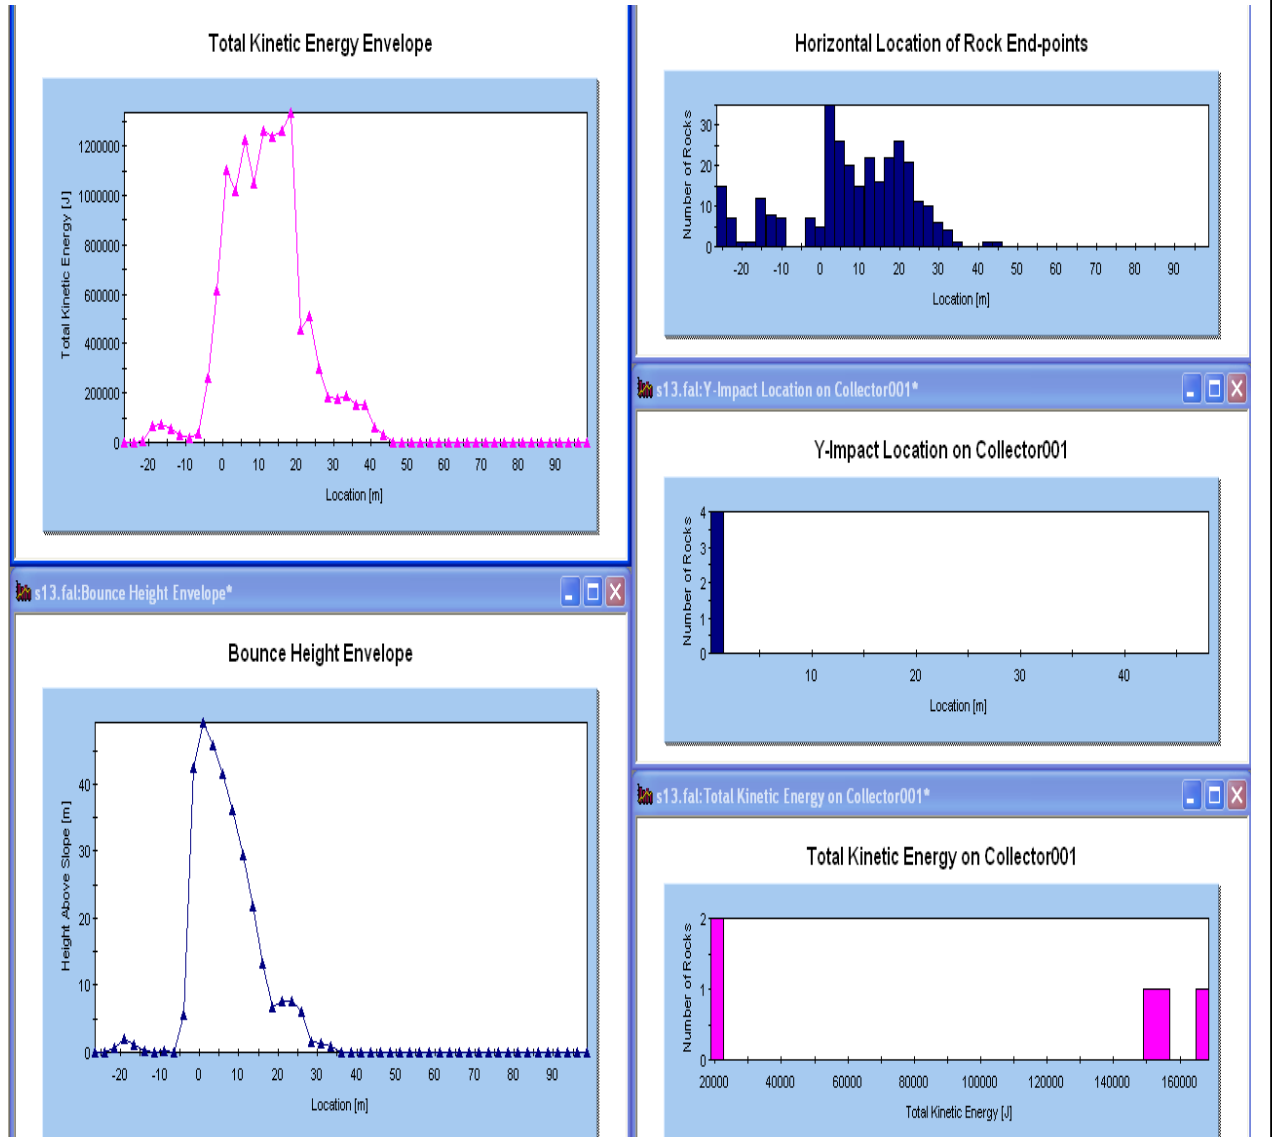 Total Kinetic Energy Envelope
Total Kinetic Energy [J]
1200000
1000000
800000
600000
400000
200000
0
-20 -10 0 10 20 30 40 50 60 70 80 90
Location [m]
s13.fal:Bounce Height Envelope*
Bounce Height Envelope
Height Above Slope [m]
40
30
20
10
0
-20 -10 0 10 20 30 40 50 60 70 80 90
Location [m]
Horizontal Location of Rock End-points
Number of Rocks
30
20
10
0
-20 -10 0 10 20 30 40 50 60 70 80 90
Location [m]
s13.fal:Y-Impact Location on Collector001*
Y-Impact Location on Collector001
Number of Rocks
4
3
2
1
0
10 20 30 40
Location [m]
s13.fal:Total Kinetic Energy on Collector001*
Total Kinetic Energy on Collector001
Number of Rocks
2
1
0
20000 40000 60000 80000 100000 120000 140000 160000
Total Kinetic Energy [J]